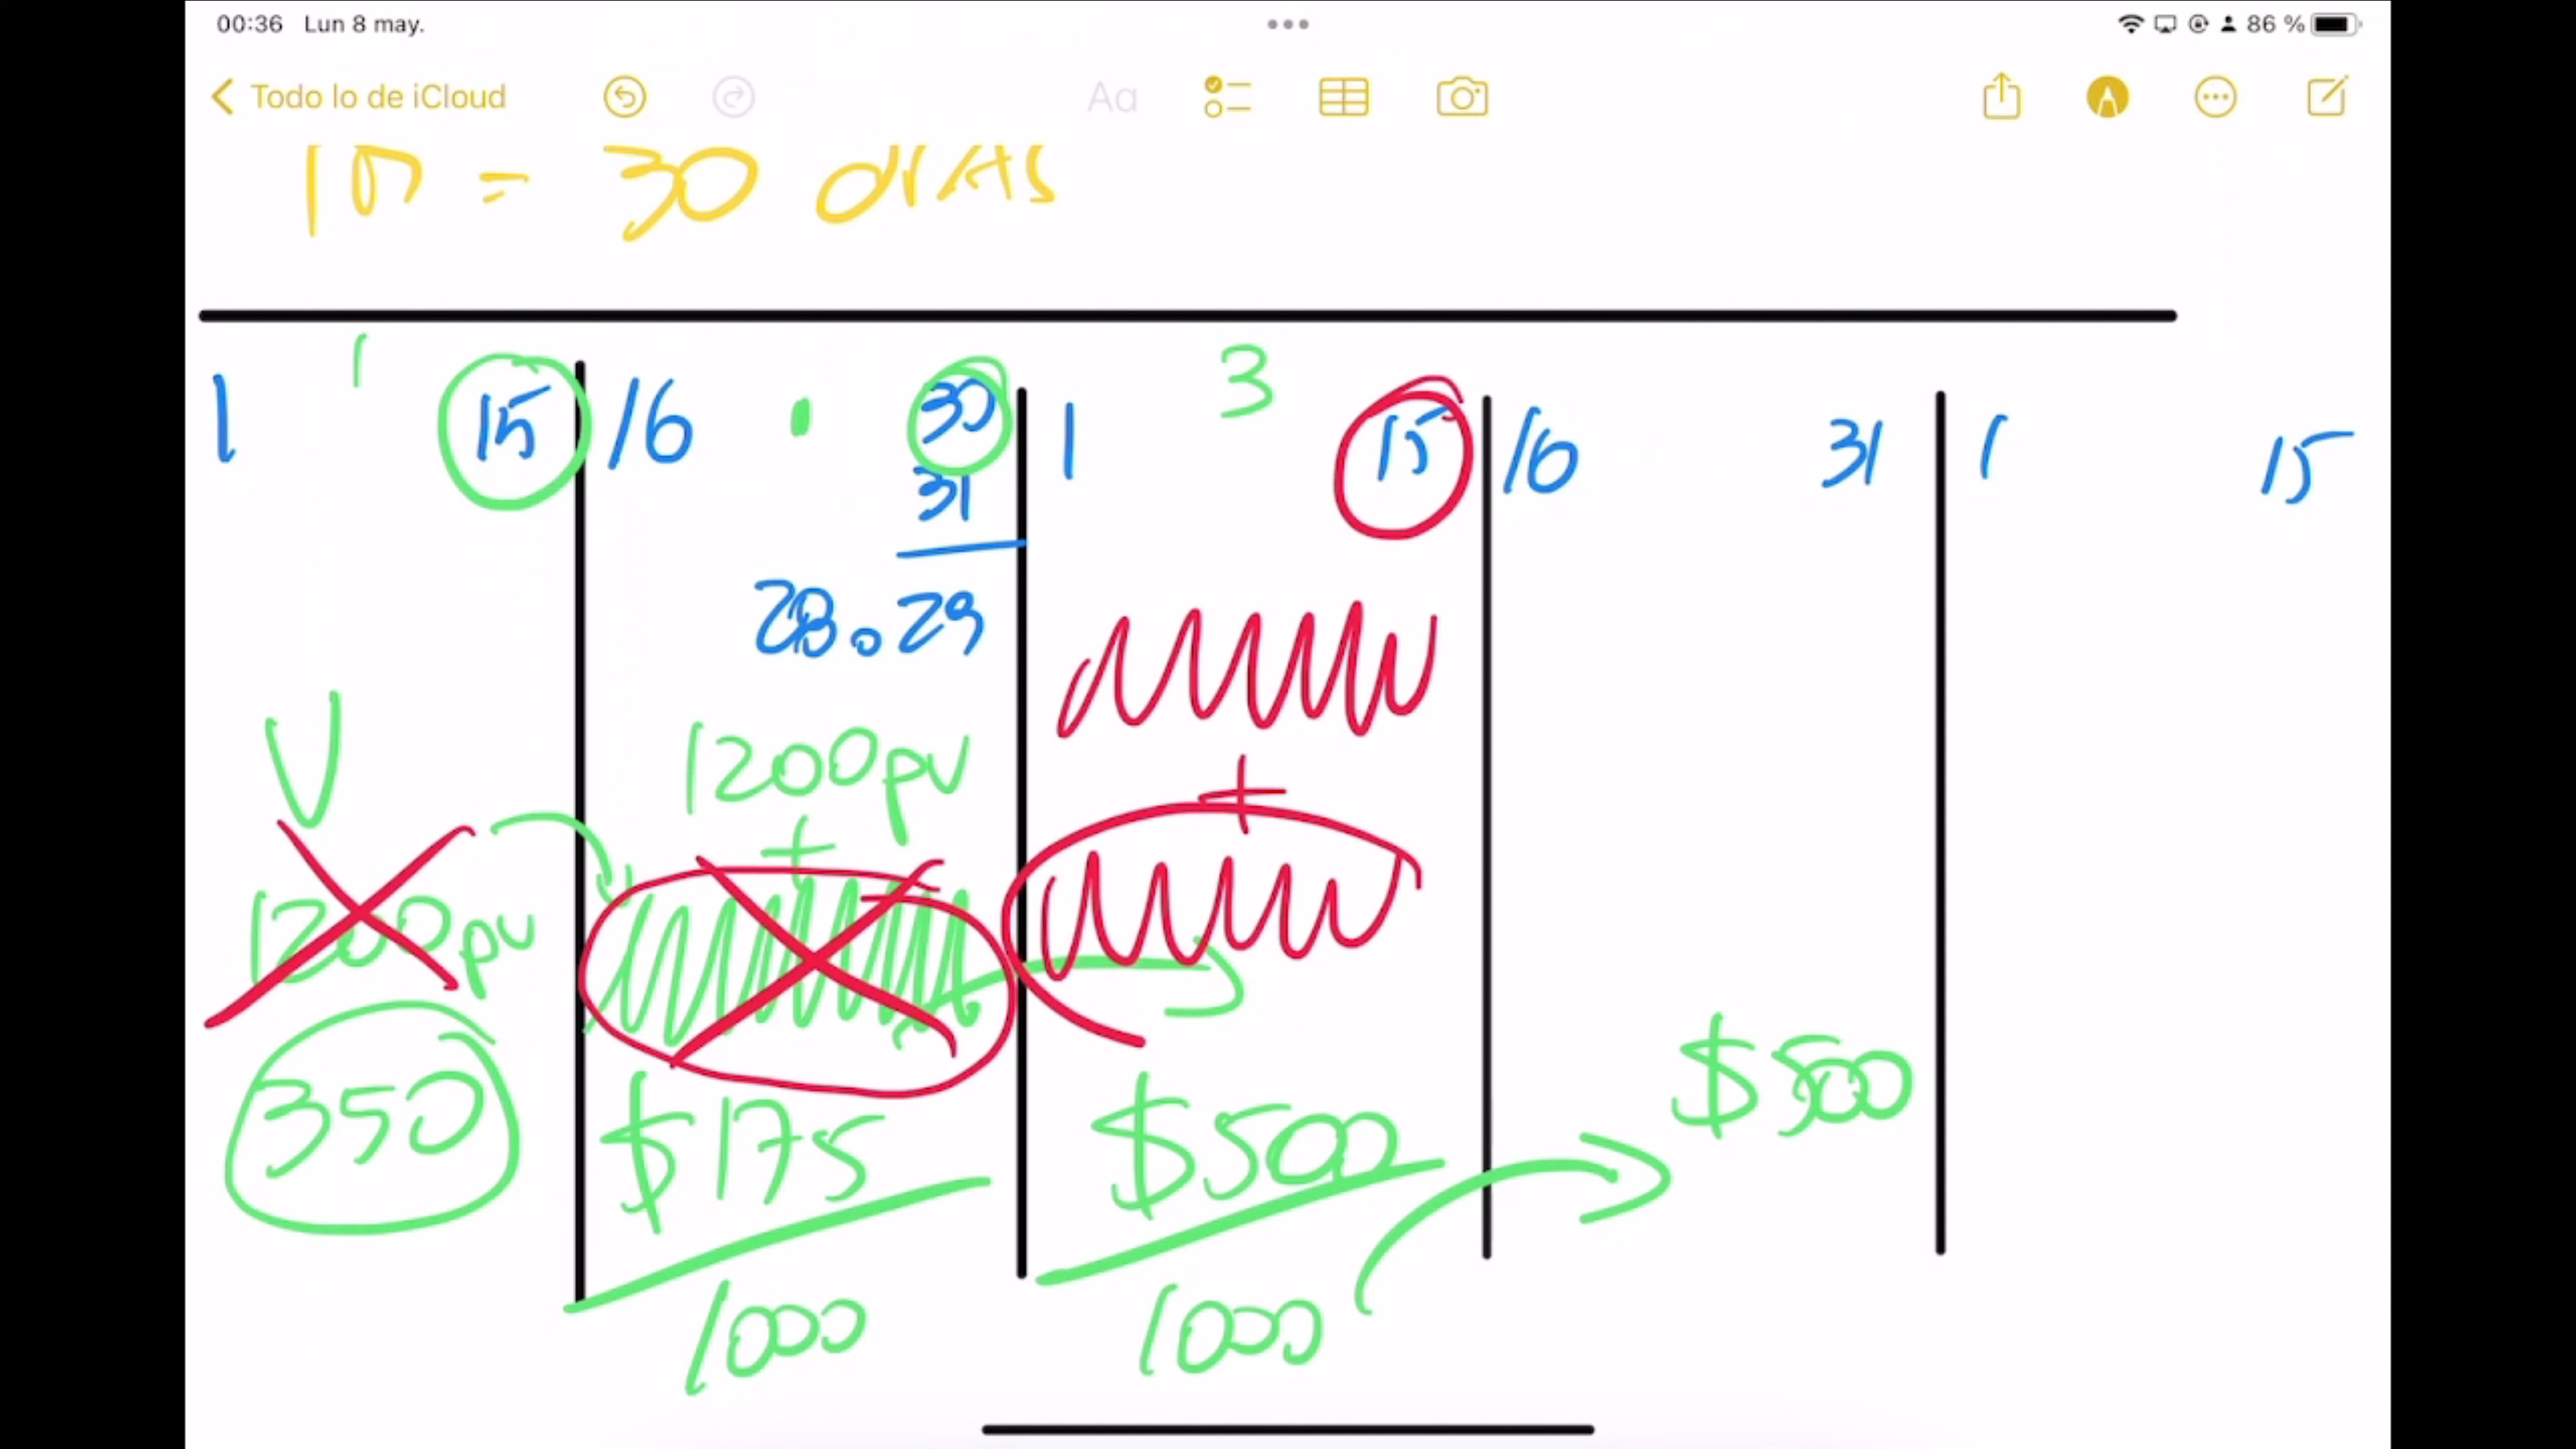 00:36 Lun 8 may.
86 %
Todo lo de iCloud
Aa
= 30 DIAS
1 3
1 15 16 30 1 15 16 31 1 15
31
28 o 29
V 1200pv
+ +
1200pv
$500
350 $175 $500
1000 1000